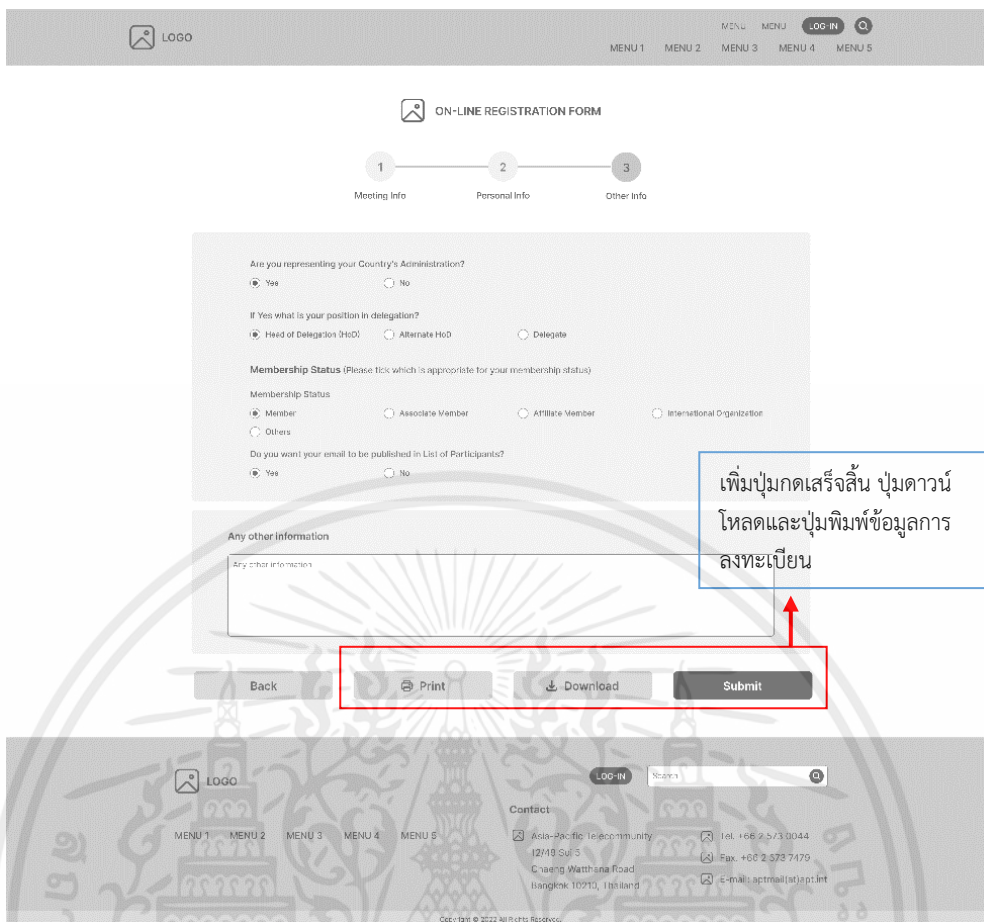 LOGO
MENU MENU LOG-IN
MENU 1 MENU 2 MENU 3 MENU 4 MENU 5
ON-LINE REGISTRATION FORM
1 2 3
Meeting Info Personal Info Other Info
Are you representing your Country's Administration?
Yes No
If Yes what is your position in delegation?
Head of Delegation (HoD) Alternate HoD Delegate
Membership Status (Please tick which is appropriate for your membership status)
Membership Status
Member Associate Member Affiliate Member International Organization
Others
Do you want your email to be published in List of Participants?
Yes No
เพิ่มปุ่มกดเสร็จสิ้น ปุ่มดาวน์
โหลดและปุ่มพิมพ์ข้อมูลการ
ลงทะเบียน
Any other information
Any other information
Back Print Download Submit
LOGO
LOG-IN Search
Contact
MENU 1 MENU 2 MENU 3 MENU 4 MENU 5
Asia-Pacific Telecommunity Tel. +66 2 573 0044
12/49 Soi 5
Chaeng Watthana Road Fax. +66 2 573 7479
Bangkok 10210, Thailand E-mail: aptmail(at)apt.int
Copyright © 2022 All Rights Reserved.